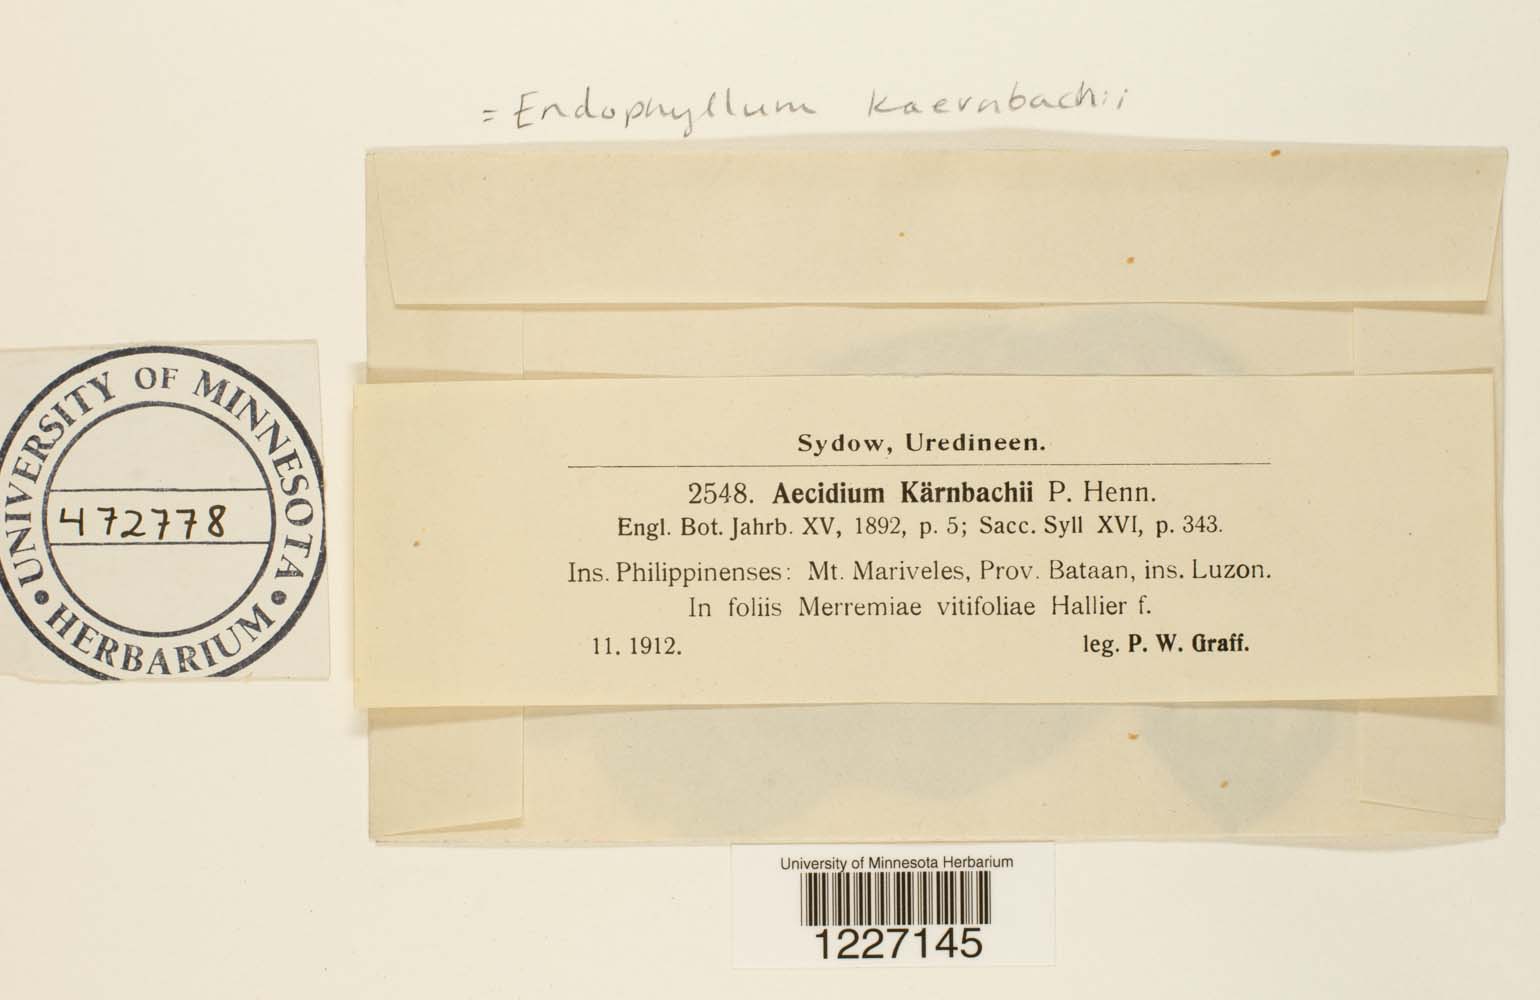 = Endophyllum kaernbachii
UNIVERSITY OF MINNESOTA
472778
• HERBARIUM •
Sydow, Uredineen.
2548. Aecidium Kärnbachii P. Henn.
Engl. Bot. Jahrb. XV, 1892, p. 5; Sacc. Syll XVI, p. 343.
Ins. Philippinenses: Mt. Mariveles, Prov. Bataan, ins. Luzon.
In foliis Merremiae vitifoliae Hallier f.
11. 1912. leg. P. W. Graff.
University of Minnesota Herbarium
1227145